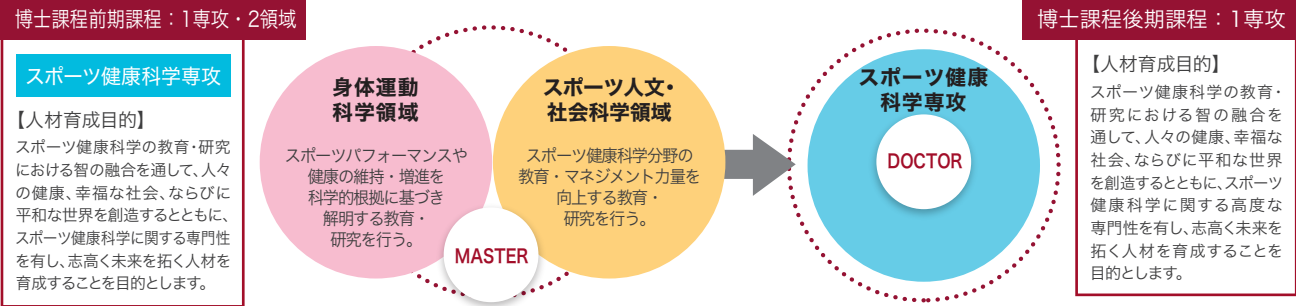 博士課程前期課程：1専攻・2領域
スポーツ健康科学専攻
【人材育成目的】
スポーツ健康科学の教育・研究
における智の融合を通して、人々
の健康、幸福な社会、ならびに
平和な世界を創造するとともに、
スポーツ健康科学に関する専門性
を有し、志高く未来を拓く人材を
育成することを目的とします。
身体運動
科学領域
スポーツパフォーマンスや
健康の維持・増進を
科学的根拠に基づき
解明する教育・
研究を行う。
MASTER
スポーツ人文・
社会科学領域
スポーツ健康科学分野の
教育・マネジメント力量を
向上する教育・
研究を行う。
スポーツ健康
科学専攻
DOCTOR
博士課程後期課程：1専攻
【人材育成目的】
スポーツ健康科学の教育・
研究における智の融合を
通して、人々の健康、幸福な
社会、ならびに平和な世界
を創造するとともに、スポーツ
健康科学に関する高度な
専門性を有し、志高く未来を
拓く人材を育成することを
目的とします。